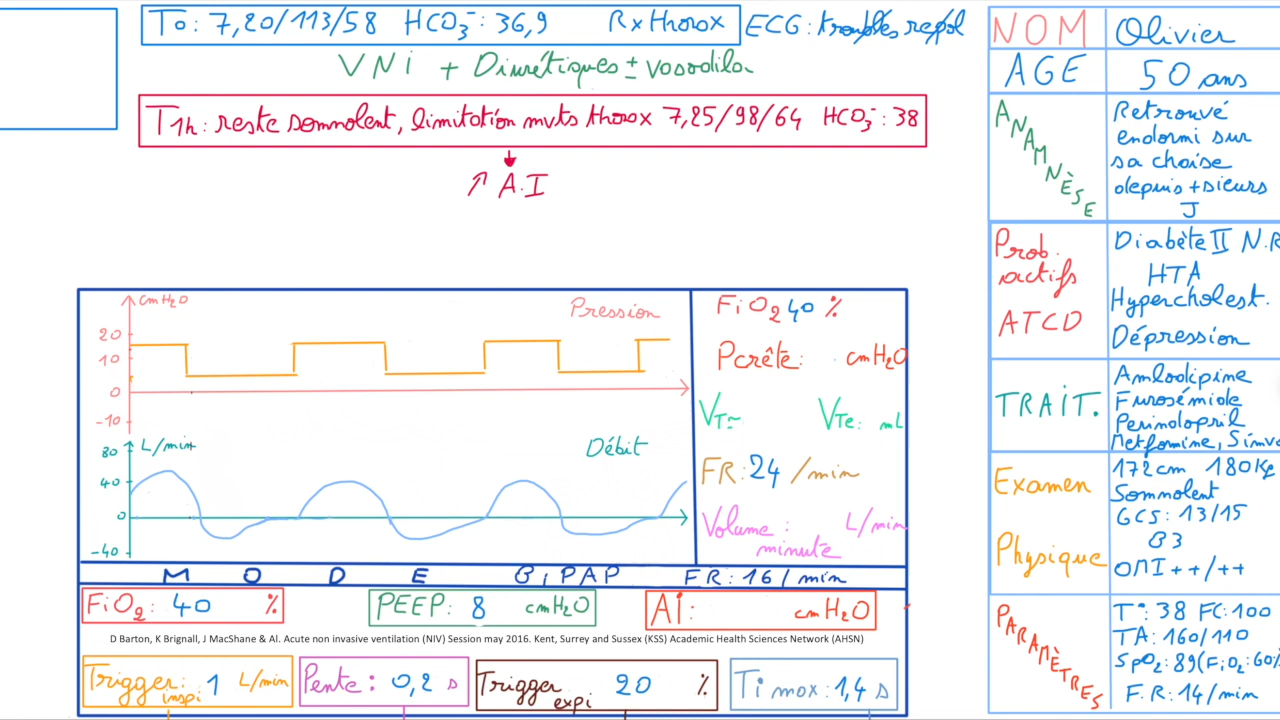 To: 7,20/113/58 HCO3-: 36,9 Rx thorax
ECG: troubles repol
VNi + Diurétiques ± vasodila
T1h: reste somnolent, limitation mvts thorax 7,25/98/64 HCO3-: 38
↑ A.I
cmH2O
Pression
20
10
0
-10
L/min
Débit
80
40
0
-40
FiO2 40 %
Pcrête: cmH2O
VTe: mL
FR: 24 /min
Volume: L/min
minute
MODE BiPAP FR: 16/min
FiO2: 40 %
PEEP: 8 cmH2O
Ai: cmH2O
D Barton, K Brignall, J MacShane & Al. Acute non invasive ventilation (NIV) Session may 2016. Kent, Surrey and Sussex (KSS) Academic Health Sciences Network (AHSN)
Trigger inspi: 1 L/min
Pente: 0,2 s
Trigger expi 20 %
Ti max: 1,4 s
NOM
Olivier
AGE
50 ans
ANAMNÈSE
Retrouvé
endormi sur
sa chaise
depuis +sieurs
J
Prob.
actifs
ATCD
Diabète II N.R
HTA
Hypercholest.
Dépression
TRAIT.
Amlodipine
Furosémide
Perindopril
Metformine, Simva
Examen
Physique
172cm 180Kg
Somnolent
GCS: 13/15
B3
OMI ++/++
PARAMÈTRES
T°: 38 FC: 100
TA: 160/110
SpO2: 89(FiO2: 60%
F.R: 14/min